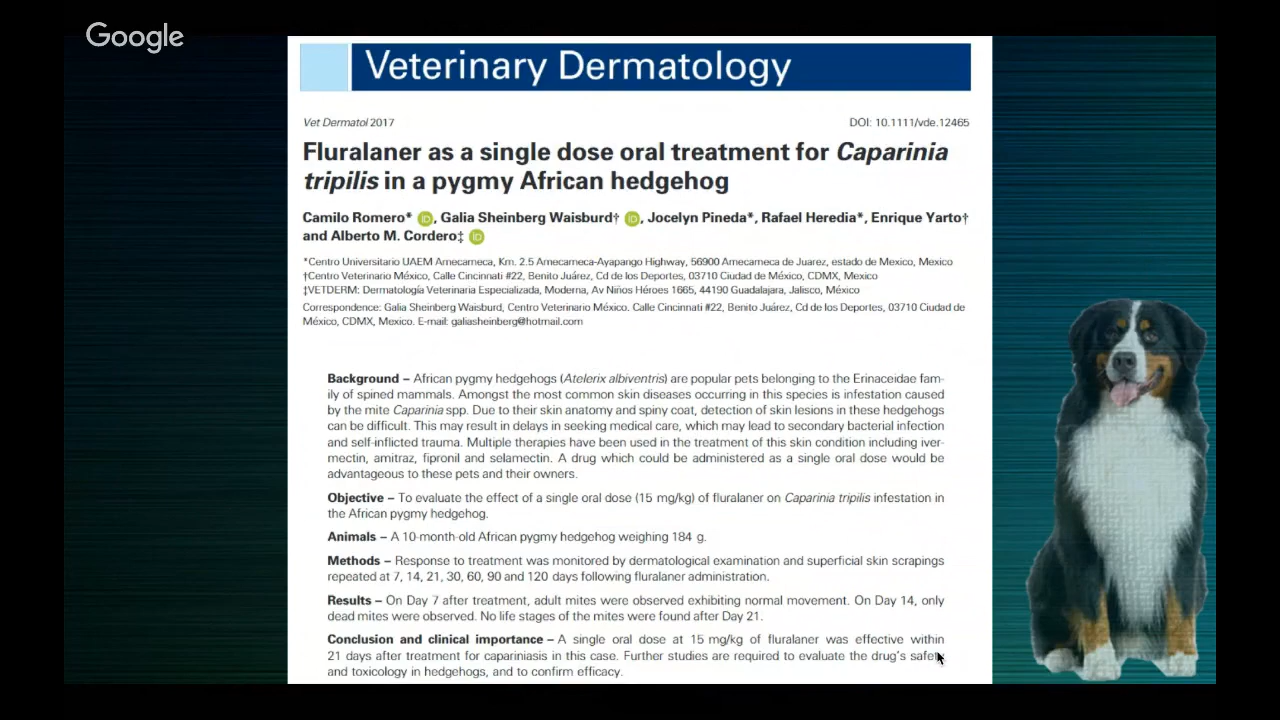 Google
Veterinary Dermatology
Vet Dermatol 2017
DOI: 10.1111/vde.12465
Fluralaner as a single dose oral treatment for Caparinia
tripilis in a pygmy African hedgehog
Camilo Romero* iD, Galia Sheinberg Waisburd† iD, Jocelyn Pineda*, Rafael Heredia*, Enrique Yarto†
and Alberto M. Cordero‡ iD
*Centro Universitario UAEM Amecameca, Km. 2.5 Amecameca-Ayapango Highway, 56900 Amecameca de Juarez, estado de Mexico, Mexico
†Centro Veterinario México, Calle Cincinnati #22, Benito Juárez, Cd de los Deportes, 03710 Ciudad de México, CDMX, Mexico
‡VETDERM: Dermatología Veterinaria Especializada, Moderna, Av Niños Héroes 1665, 44190 Guadalajara, Jalisco, México
Correspondence: Galia Sheinberg Waisburd, Centro Veterinario México. Calle Cincinnati #22, Benito Juárez, Cd de los Deportes, 03710 Ciudad de
México, CDMX, Mexico. E-mail: galiasheinberg@hotmail.com
Background – African pygmy hedgehogs (Atelerix albiventris) are popular pets belonging to the Erinaceidae fam-
ily of spined mammals. Amongst the most common skin diseases occurring in this species is infestation caused
by the mite Caparinia spp. Due to their skin anatomy and spiny coat, detection of skin lesions in these hedgehogs
can be difficult. This may result in delays in seeking medical care, which may lead to secondary bacterial infection
and self-inflicted trauma. Multiple therapies have been used in the treatment of this skin condition including iver-
mectin, amitraz, fipronil and selamectin. A drug which could be administered as a single oral dose would be
advantageous to these pets and their owners.
Objective – To evaluate the effect of a single oral dose (15 mg/kg) of fluralaner on Caparinia tripilis infestation in
the African pygmy hedgehog.
Animals – A 10-month-old African pygmy hedgehog weighing 184 g.
Methods – Response to treatment was monitored by dermatological examination and superficial skin scrapings
repeated at 7, 14, 21, 30, 60, 90 and 120 days following fluralaner administration.
Results – On Day 7 after treatment, adult mites were observed exhibiting normal movement. On Day 14, only
dead mites were observed. No life stages of the mites were found after Day 21.
Conclusion and clinical importance – A single oral dose at 15 mg/kg of fluralaner was effective within
21 days after treatment for capariniasis in this case. Further studies are required to evaluate the drug's safety
and toxicology in hedgehogs, and to confirm efficacy.